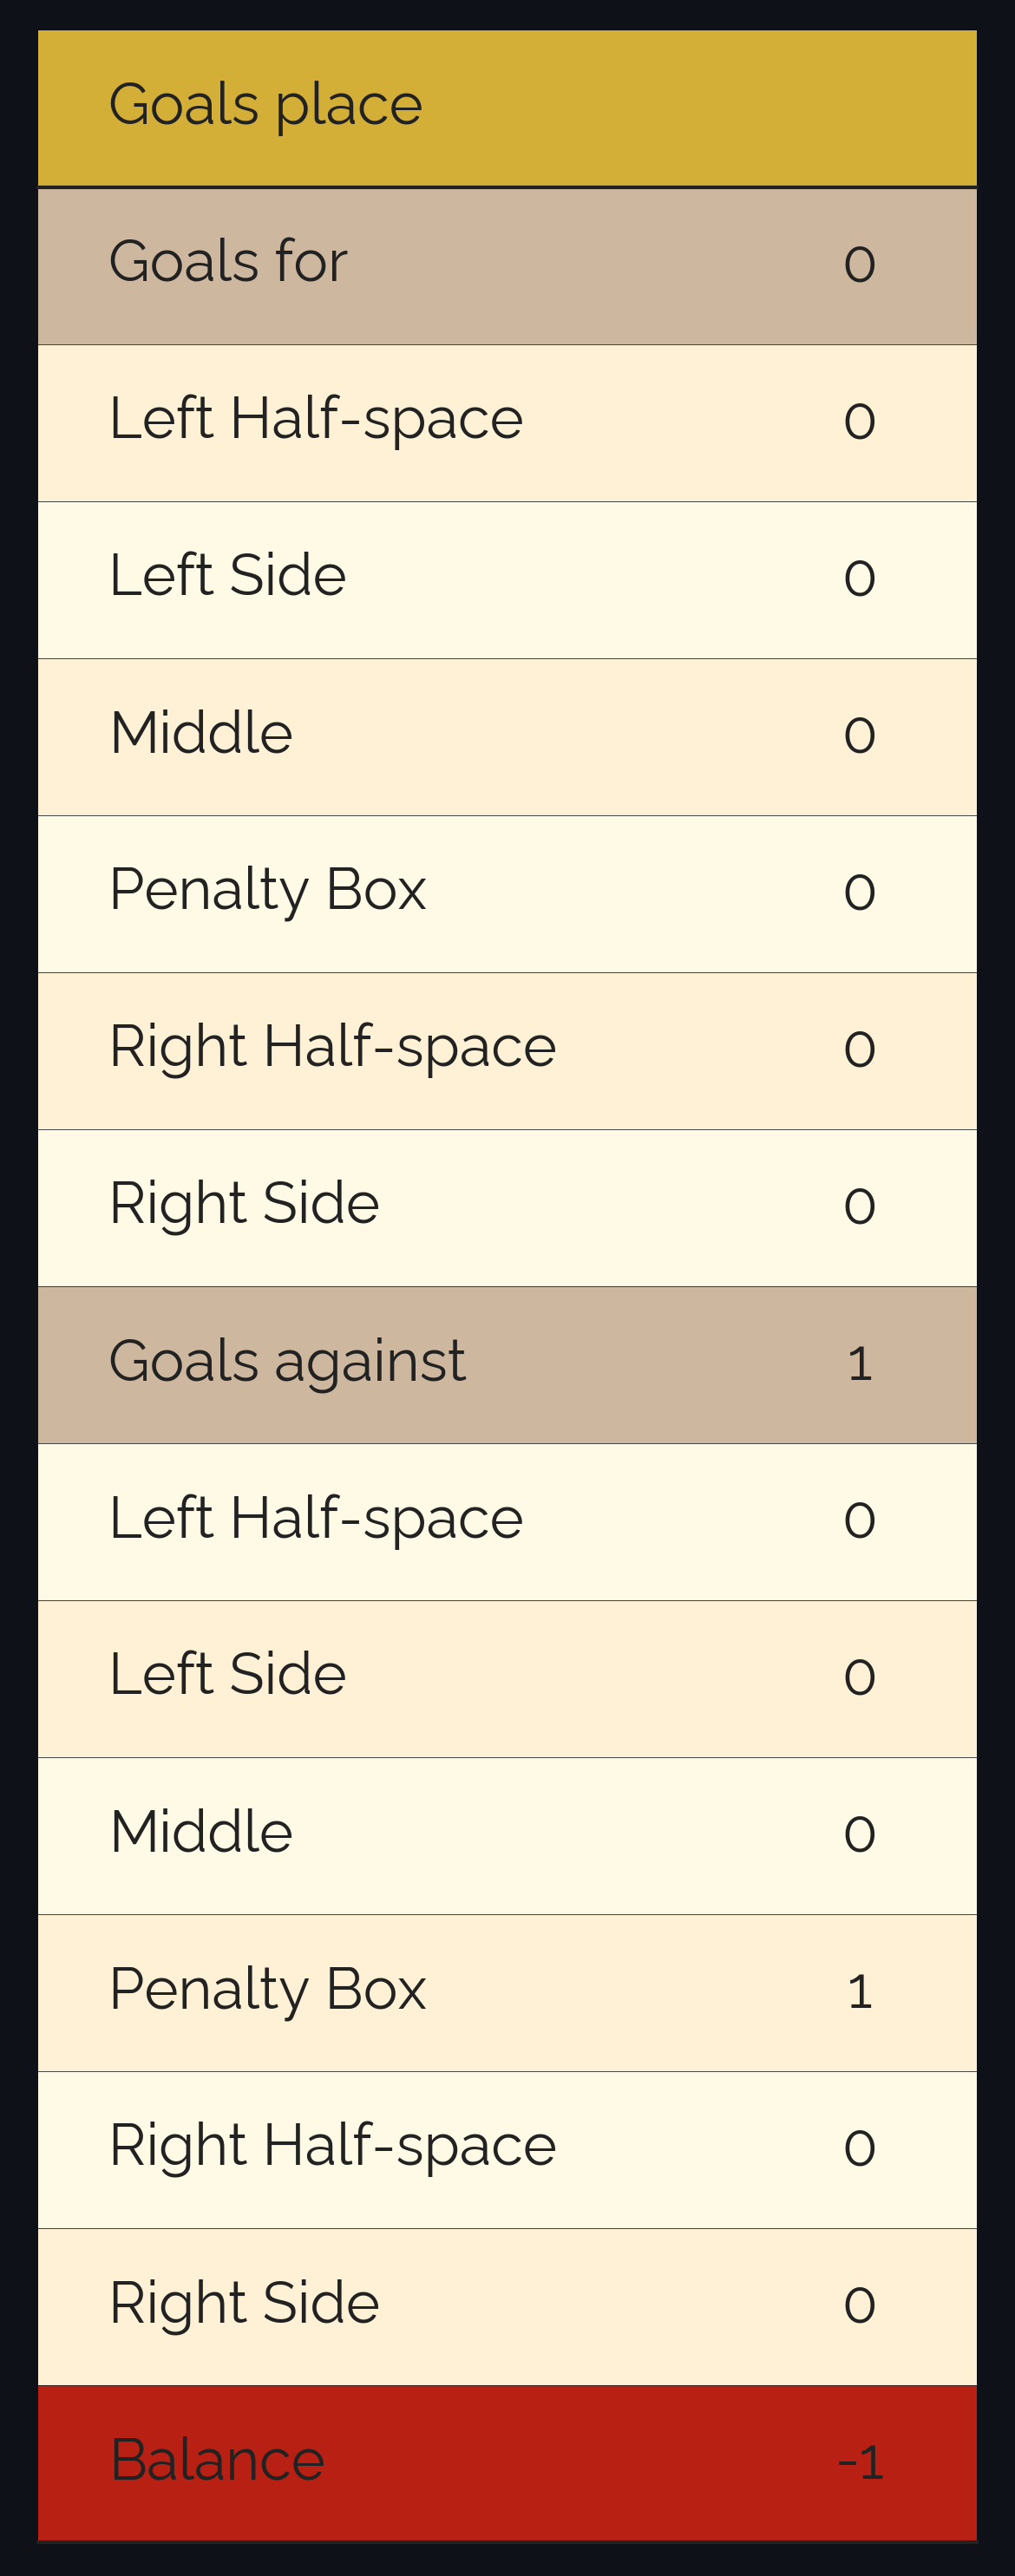 Goals place
Goals for 0
Left Half-space 0
Left Side 0
Middle 0
Penalty Box 0
Right Half-space 0
Right Side 0
Goals against 1
Left Half-space 0
Left Side 0
Middle 0
Penalty Box 1
Right Half-space 0
Right Side 0
Balance -1